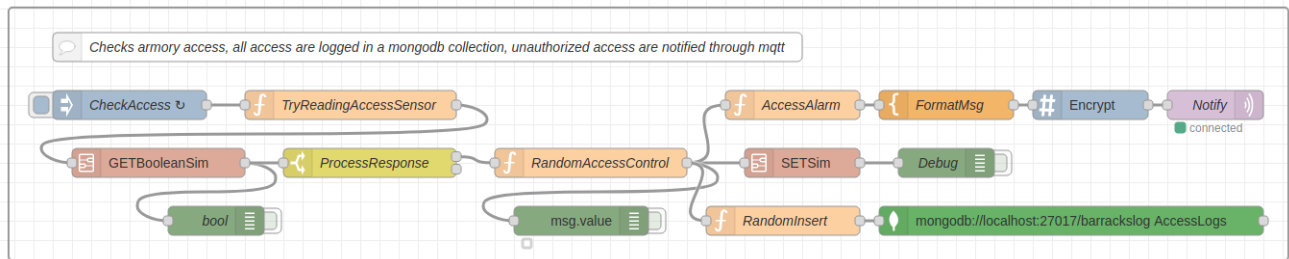 Checks armory access, all access are logged in a mongodb collection, unauthorized access are notified through mqtt
CheckAccess ↻
TryReadingAccessSensor
AccessAlarm
FormatMsg
Encrypt
Notify
connected
GETBooleanSim
ProcessResponse
RandomAccessControl
SETSim
Debug
bool
msg.value
RandomInsert
mongodb://localhost:27017/barrackslog AccessLogs